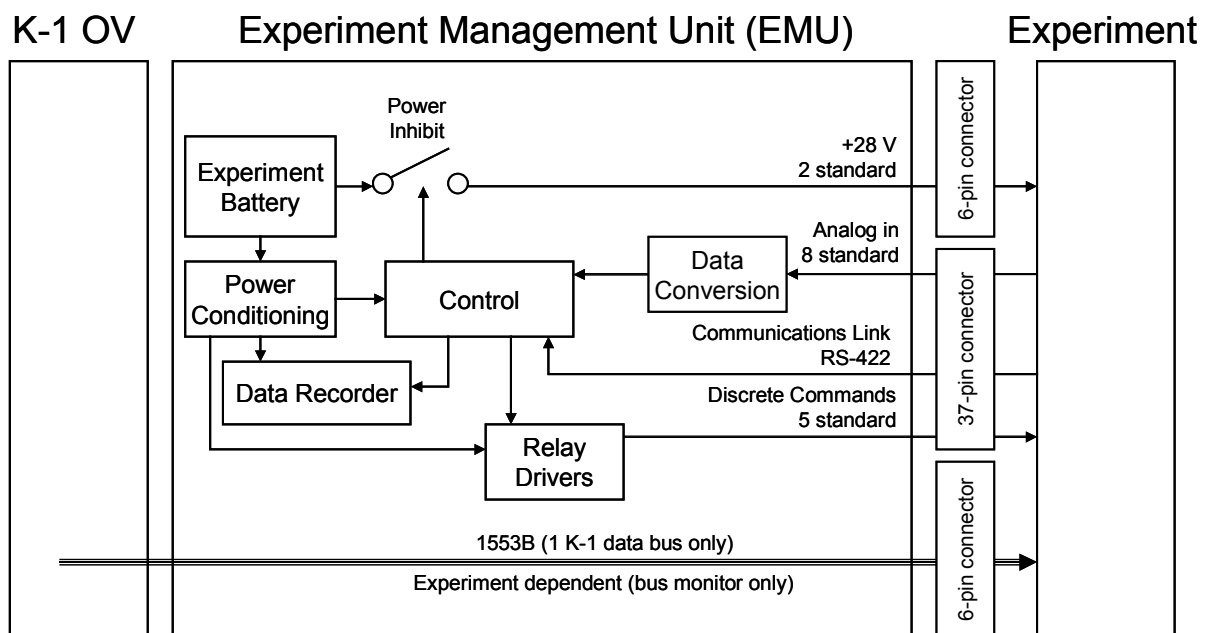 K-1 OV
Experiment Management Unit (EMU)
Experiment
Power
Inhibit
Experiment
Battery
+28 V
2 standard
6-pin connector
Analog in
8 standard
Data
Conversion
Power
Conditioning
Control
Communications Link
RS-422
37-pin connector
Data Recorder
Discrete Commands
5 standard
Relay
Drivers
1553B (1 K-1 data bus only)
Experiment dependent (bus monitor only)
6-pin connector